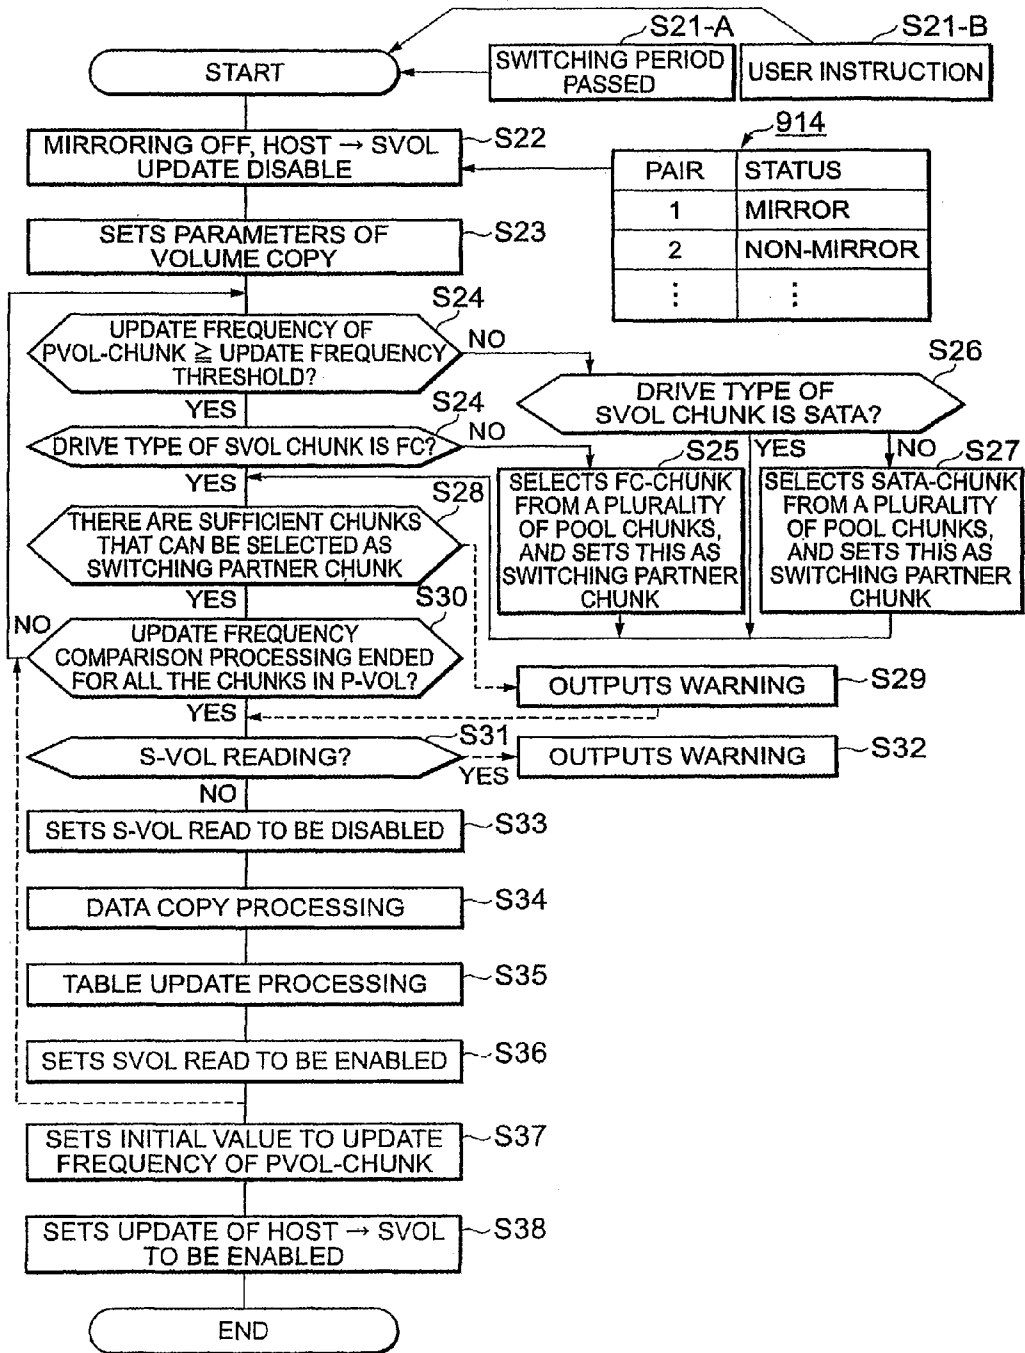 S21-A
S21-B
START
SWITCHING PERIOD
PASSED
USER INSTRUCTION
S22
MIRRORING OFF, HOST → SVOL
UPDATE DISABLE
914
PAIR STATUS
1 MIRROR
2 NON-MIRROR
⋮ ⋮
SETS PARAMETERS OF
VOLUME COPY
S23
S24
UPDATE FREQUENCY OF
PVOL-CHUNK ≧ UPDATE FREQUENCY
THRESHOLD?
NO
YES
S26
DRIVE TYPE OF
SVOL CHUNK IS SATA?
S24
DRIVE TYPE OF SVOL CHUNK IS FC?
NO
YES
YES
NO
S25
SELECTS FC-CHUNK
FROM A PLURALITY
OF POOL CHUNKS,
AND SETS THIS AS
SWITCHING PARTNER
CHUNK
S27
SELECTS SATA-CHUNK
FROM A PLURALITY
OF POOL CHUNKS,
AND SETS THIS AS
SWITCHING PARTNER
CHUNK
S28
THERE ARE SUFFICIENT CHUNKS
THAT CAN BE SELECTED AS
SWITCHING PARTNER CHUNK
YES
S30
NO
UPDATE FREQUENCY
COMPARISON PROCESSING ENDED
FOR ALL THE CHUNKS IN P-VOL?
YES
OUTPUTS WARNING
S29
S31
S-VOL READING?
YES
NO
OUTPUTS WARNING
S32
SETS S-VOL READ TO BE DISABLED
S33
DATA COPY PROCESSING
S34
TABLE UPDATE PROCESSING
S35
SETS SVOL READ TO BE ENABLED
S36
SETS INITIAL VALUE TO UPDATE
FREQUENCY OF PVOL-CHUNK
S37
SETS UPDATE OF HOST → SVOL
TO BE ENABLED
S38
END